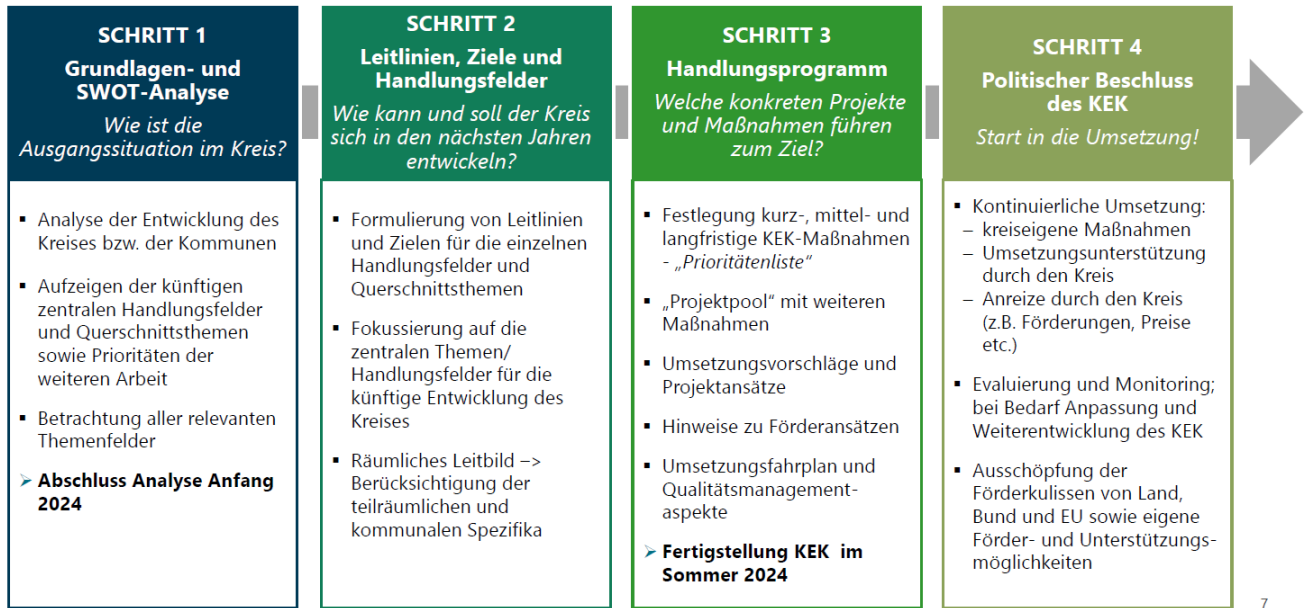 SCHRITT 1
Grundlagen- und
SWOT-Analyse
Wie ist die
Ausgangssituation im Kreis?
▪ Analyse der Entwicklung des
Kreises bzw. der Kommunen
▪ Aufzeigen der künftigen
zentralen Handlungsfelder
und Querschnittsthemen
sowie Prioritäten der
weiteren Arbeit
▪ Betrachtung aller relevanten
Themenfelder
➢ Abschluss Analyse Anfang
2024
SCHRITT 2
Leitlinien, Ziele und
Handlungsfelder
Wie kann und soll der Kreis
sich in den nächsten Jahren
entwickeln?
▪ Formulierung von Leitlinien
und Zielen für die einzelnen
Handlungsfelder und
Querschnittsthemen
▪ Fokussierung auf die
zentralen Themen/
Handlungsfelder für die
künftige Entwicklung des
Kreises
▪ Räumliches Leitbild –>
Berücksichtigung der
teilräumlichen und
kommunalen Spezifika
SCHRITT 3
Handlungsprogramm
Welche konkreten Projekte
und Maßnahmen führen
zum Ziel?
▪ Festlegung kurz-, mittel- und
langfristige KEK-Maßnahmen
- „Prioritätenliste“
▪ „Projektpool“ mit weiteren
Maßnahmen
▪ Umsetzungsvorschläge und
Projektansätze
▪ Hinweise zu Förderansätzen
▪ Umsetzungsfahrplan und
Qualitätsmanagement-
aspekte
➢ Fertigstellung KEK im
Sommer 2024
SCHRITT 4
Politischer Beschluss
des KEK
Start in die Umsetzung!
▪ Kontinuierliche Umsetzung:
– kreiseigene Maßnahmen
– Umsetzungsunterstützung
durch den Kreis
– Anreize durch den Kreis
(z.B. Förderungen, Preise
etc.)
▪ Evaluierung und Monitoring;
bei Bedarf Anpassung und
Weiterentwicklung des KEK
▪ Ausschöpfung der
Förderkulissen von Land,
Bund und EU sowie eigene
Förder- und Unterstützungs-
möglichkeiten
7